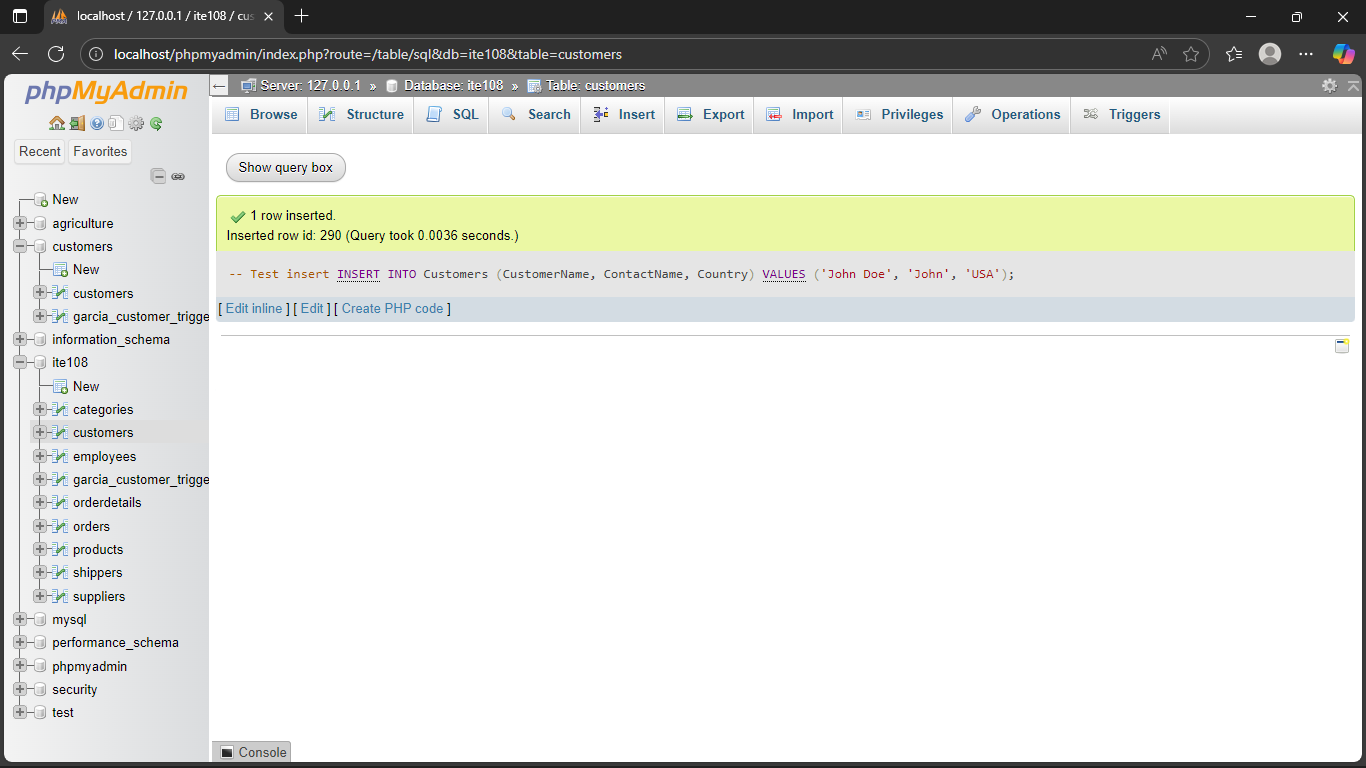 localhost / 127.0.0.1 / ite108 / cus
localhost/phpmyadmin/index.php?route=/table/sql&db=ite108&table=customers
phpMyAdmin
Recent
Favorites
New
agriculture
customers
New
customers
garcia_customer_trigge
information_schema
ite108
New
categories
customers
employees
garcia_customer_trigge
orderdetails
orders
products
shippers
suppliers
mysql
performance_schema
phpmyadmin
security
test
Server: 127.0.0.1 » Database: ite108 » Table: customers
Browse Structure SQL Search Insert Export Import Privileges Operations Triggers
Show query box
1 row inserted.
Inserted row id: 290 (Query took 0.0036 seconds.)
-- Test insert INSERT INTO Customers (CustomerName, ContactName, Country) VALUES ('John Doe', 'John', 'USA');
[ Edit inline ] [ Edit ] [ Create PHP code ]
Console